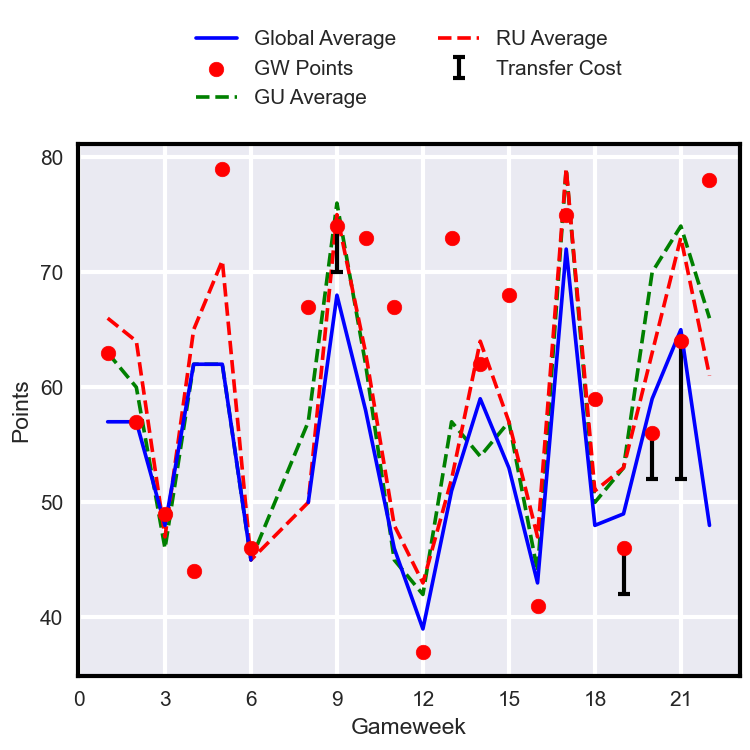 Global Average
GW Points
GU Average
RU Average
Transfer Cost
80
70
60
50
40
Points
0 3 6 9 12 15 18 21
Gameweek